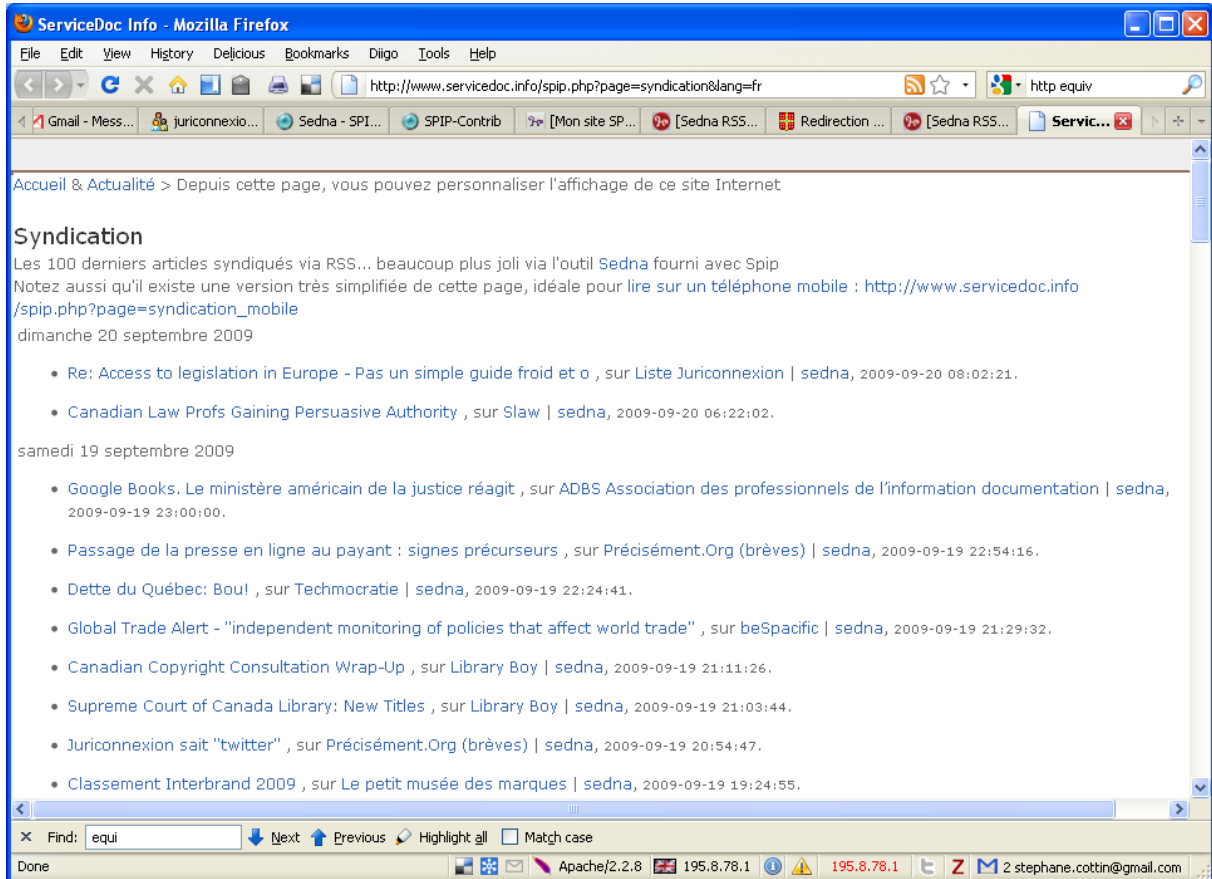 ServiceDoc Info - Mozilla Firefox
File Edit View History Delicious Bookmarks Diigo Tools Help
http://www.servicedoc.info/spip.php?page=syndication&lang=fr http equiv
Gmail - Mess... juriconnexio... Sedna - SPI... SPIP-Contrib [Mon site SP... [Sedna RSS... Redirection ... [Sedna RSS... Servic...
Accueil & Actualité > Depuis cette page, vous pouvez personnaliser l'affichage de ce site Internet
Syndication
Les 100 derniers articles syndiqués via RSS... beaucoup plus joli via l'outil Sedna fourni avec Spip
Notez aussi qu'il existe une version très simplifiée de cette page, idéale pour lire sur un téléphone mobile : http://www.servicedoc.info
/spip.php?page=syndication_mobile
dimanche 20 septembre 2009
• Re: Access to legislation in Europe - Pas un simple guide froid et o , sur Liste Juriconnexion | sedna, 2009-09-20 08:02:21.
• Canadian Law Profs Gaining Persuasive Authority , sur Slaw | sedna, 2009-09-20 06:22:02.
samedi 19 septembre 2009
• Google Books. Le ministère américain de la justice réagit , sur ADBS Association des professionnels de l'information documentation | sedna,
2009-09-19 23:00:00.
• Passage de la presse en ligne au payant : signes précurseurs , sur Précisément.Org (brèves) | sedna, 2009-09-19 22:54:16.
• Dette du Québec: Bou! , sur Techmocratie | sedna, 2009-09-19 22:24:41.
• Global Trade Alert - "independent monitoring of policies that affect world trade" , sur beSpacific | sedna, 2009-09-19 21:29:32.
• Canadian Copyright Consultation Wrap-Up , sur Library Boy | sedna, 2009-09-19 21:11:26.
• Supreme Court of Canada Library: New Titles , sur Library Boy | sedna, 2009-09-19 21:03:44.
• Juriconnexion sait "twitter" , sur Précisément.Org (brèves) | sedna, 2009-09-19 20:54:47.
• Classement Interbrand 2009 , sur Le petit musée des marques | sedna, 2009-09-19 19:24:55.
Find: equi Next Previous Highlight all Match case
Done Apache/2.2.8 195.8.78.1 195.8.78.1 Z 2 stephane.cottin@gmail.com